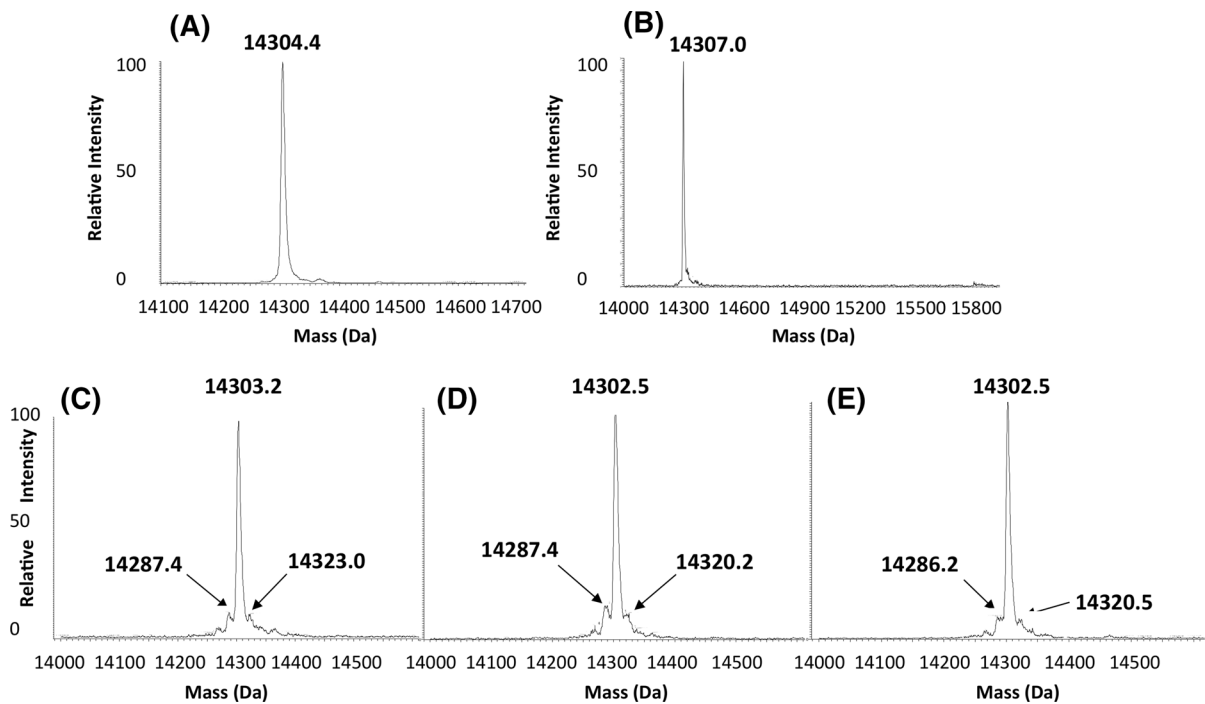 (A)
14304.4
100
50
0
Relative Intensity
14100 14200 14300 14400 14500 14600 14700
Mass (Da)
(B)
14307.0
100
50
0
Relative Intensity
14000 14300 14600 14900 15200 15500 15800
Mass (Da)
(C)
14303.2
100
50
0
Relative Intensity
14287.4
14323.0
14000 14100 14200 14300 14400 14500
Mass (Da)
(D)
14302.5
14287.4
14320.2
14000 14100 14200 14300 14400 14500
Mass (Da)
(E)
14302.5
14286.2
14320.5
14000 14100 14200 14300 14400 14500
Mass (Da)